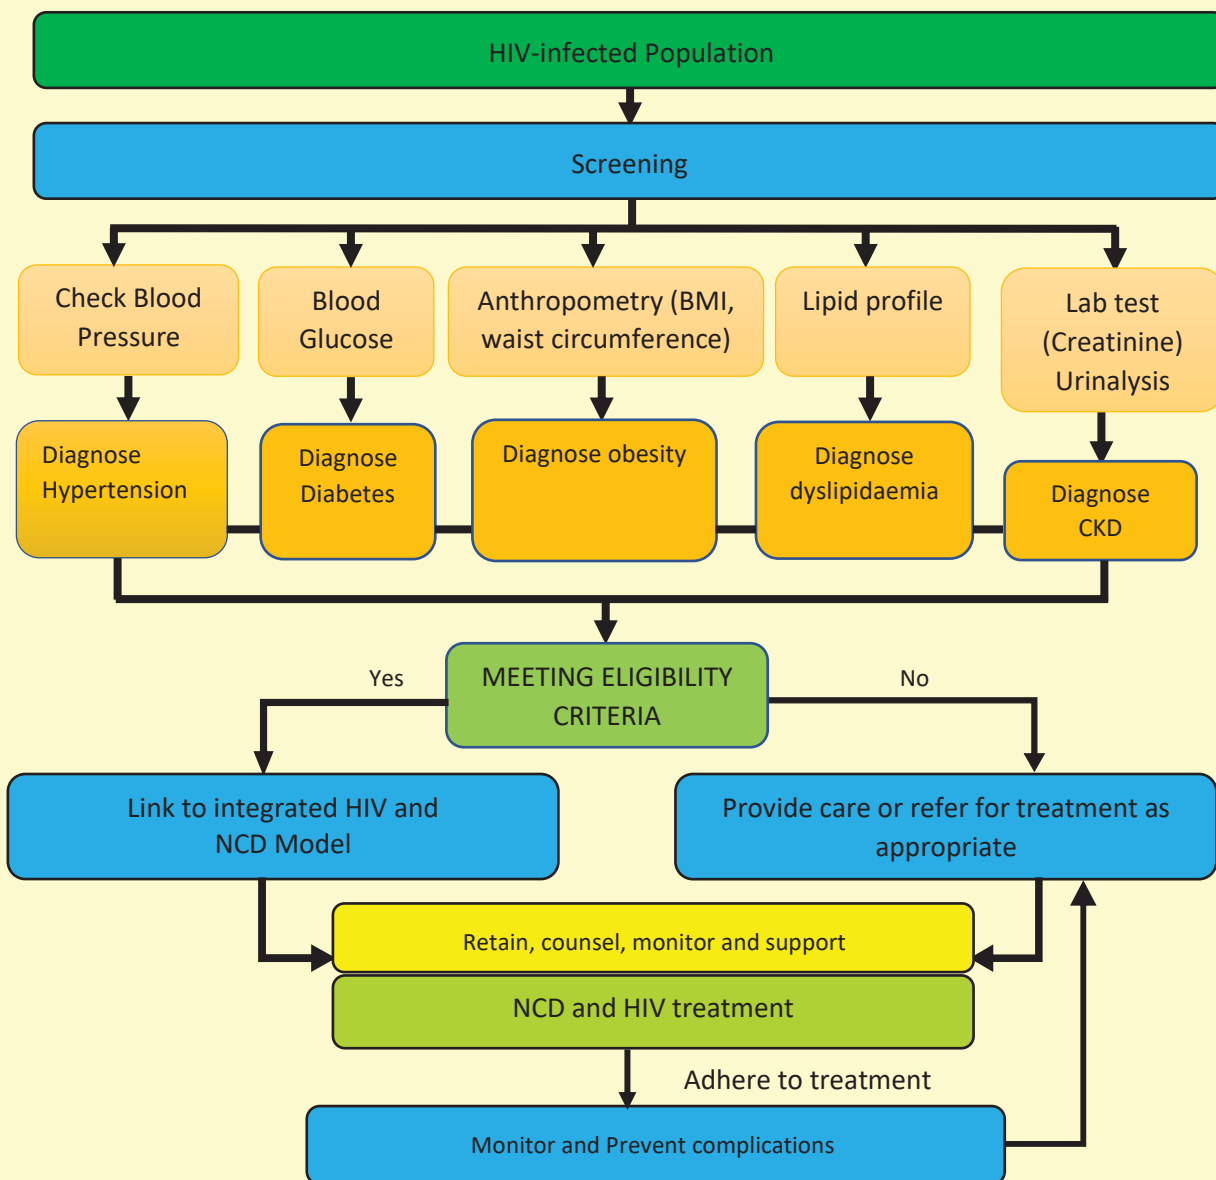 HIV-infected Population
Screening
Check Blood
Pressure
Blood
Glucose
Anthropometry (BMI,
waist circumference)
Lipid profile
Lab test
(Creatinine)
Urinalysis
Diagnose
Hypertension
Diagnose
Diabetes
Diagnose obesity
Diagnose
dyslipidaemia
Diagnose
CKD
MEETING ELIGIBILITY
CRITERIA
Yes
No
Link to integrated HIV and
NCD Model
Provide care or refer for treatment as
appropriate
Retain, counsel, monitor and support
NCD and HIV treatment
Adhere to treatment
Monitor and Prevent complications